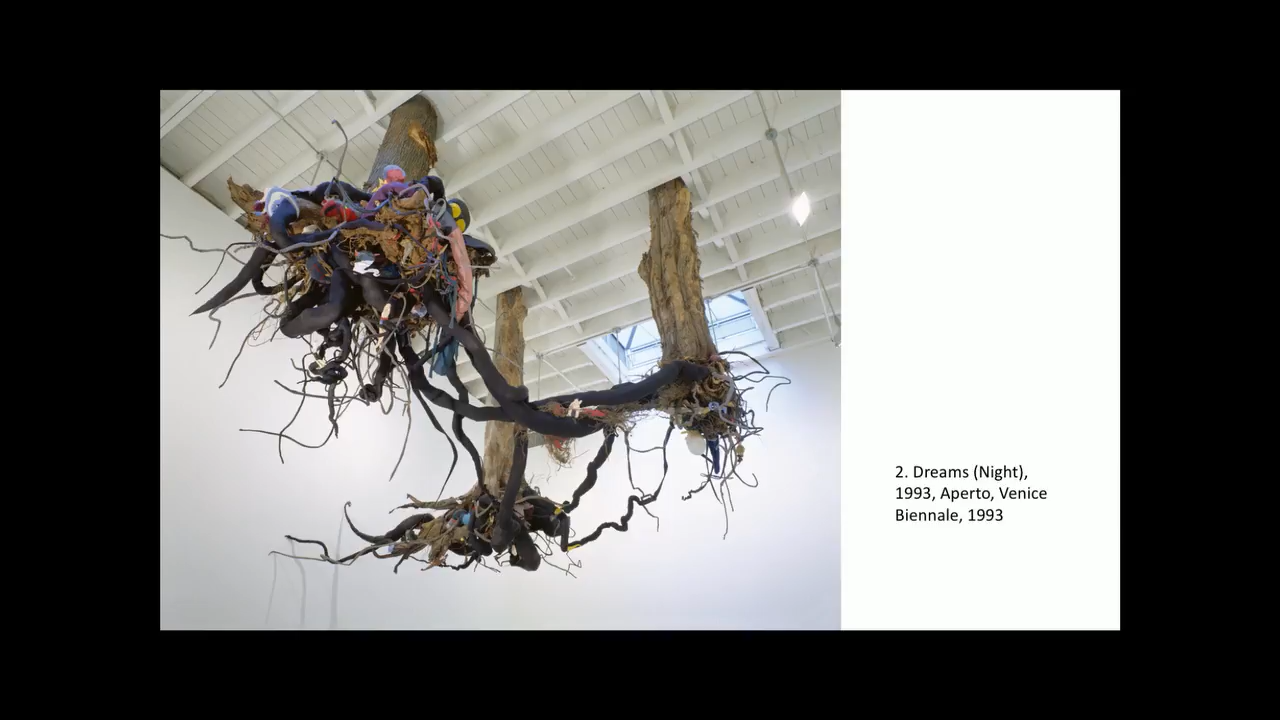 2. Dreams (Night),
1993, Aperto, Venice
Biennale, 1993